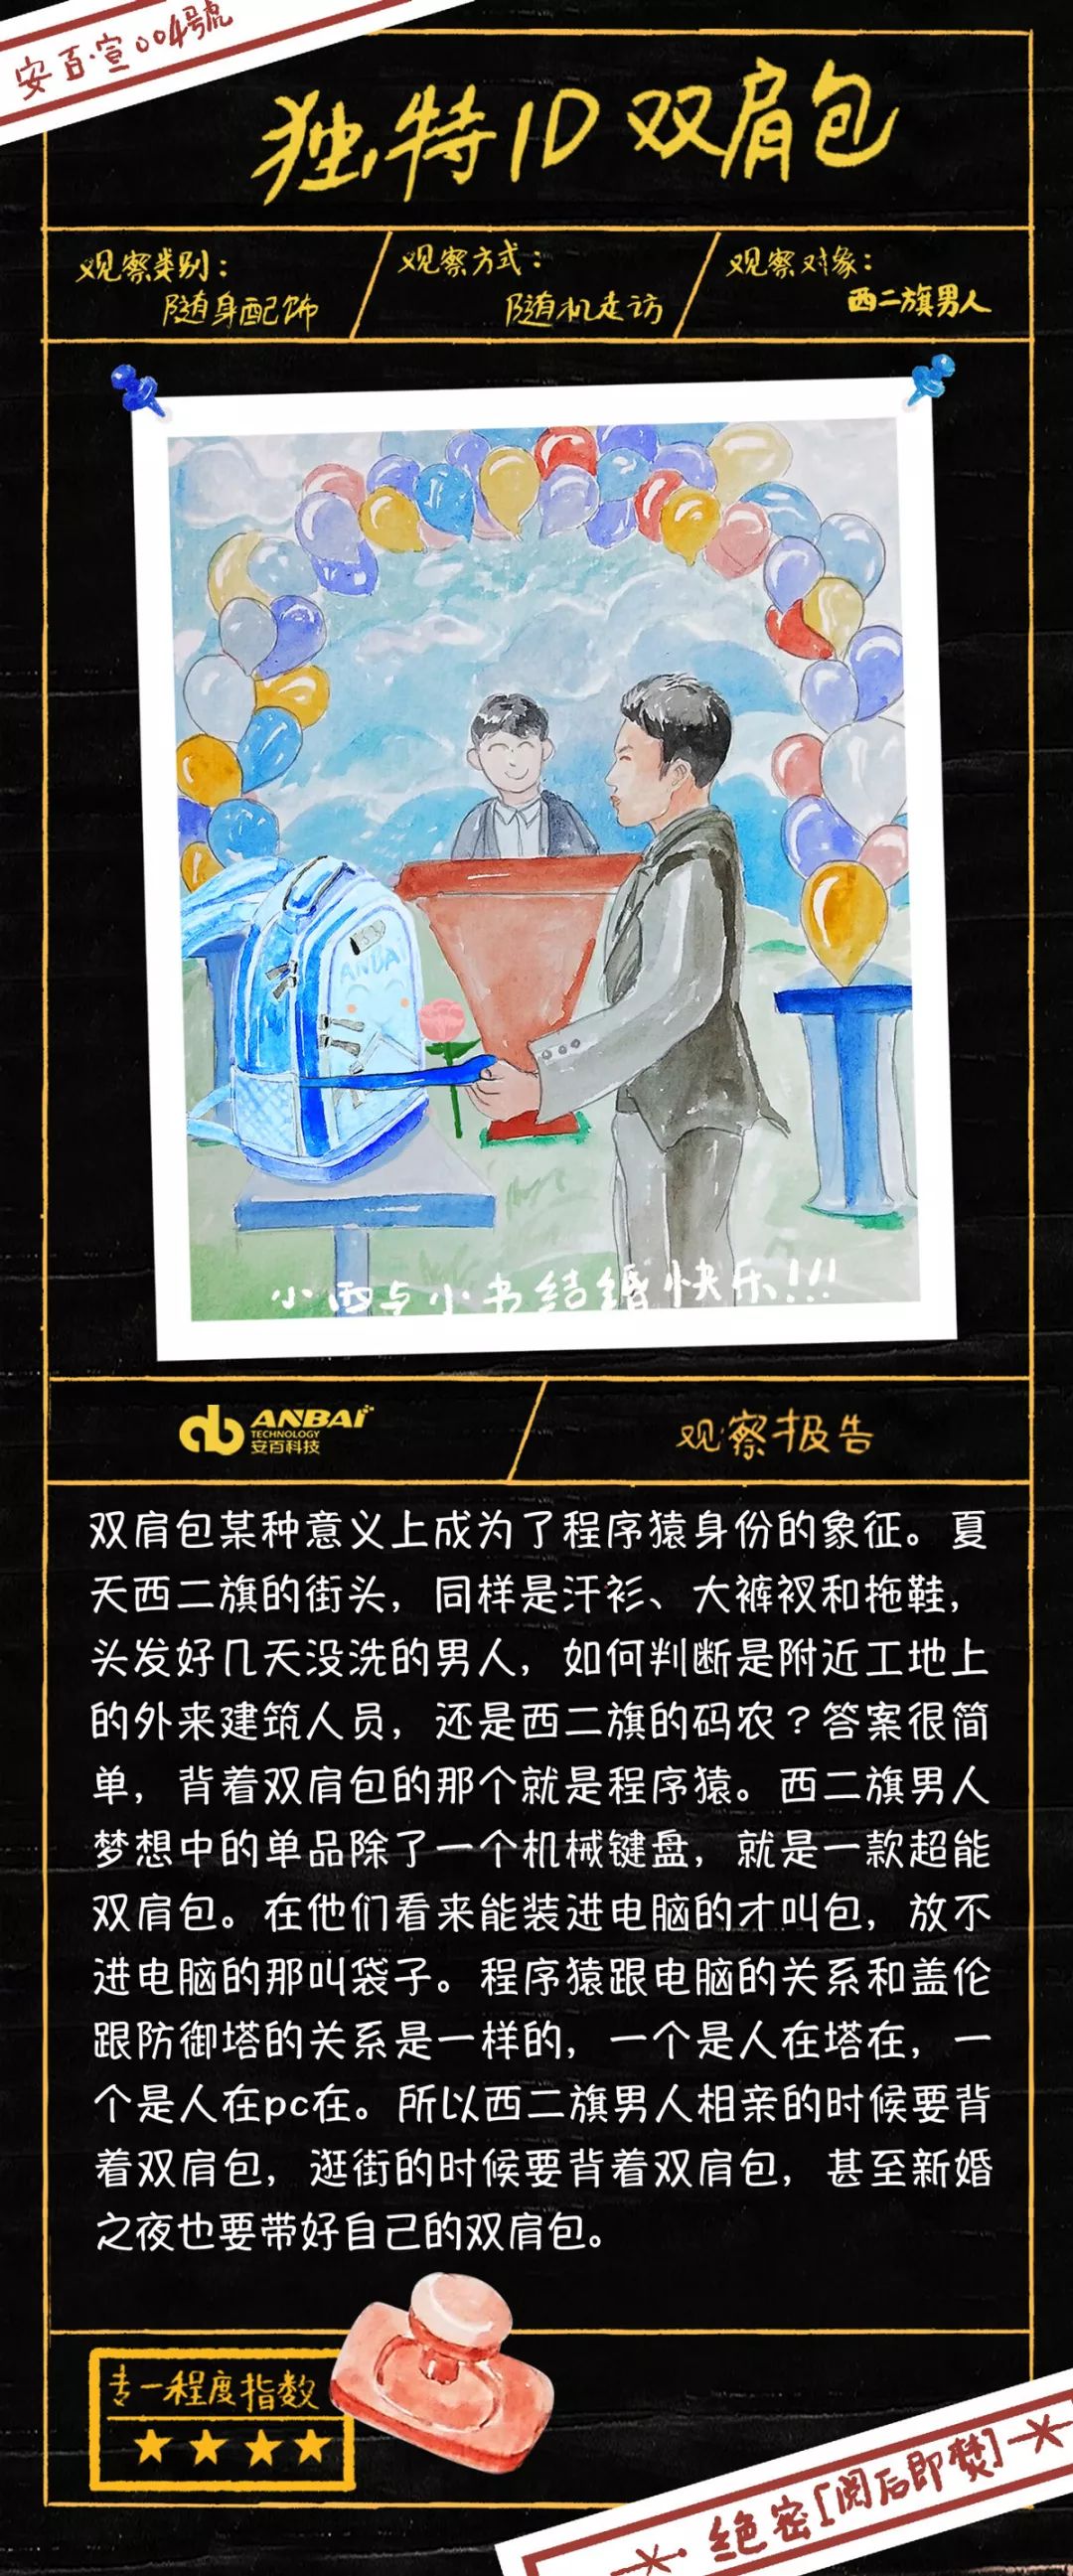 安百·宣004号
独特ID双肩包
观察类别：
随身配饰
观察方式：
随机走访
观察对象：
西二旗男人
ANBA
小西与小书结婚快乐!!!
ANBAI
TECHNOLOGY
安百科技
观察报告
双肩包某种意义上成为了程序猿身份的象征。夏
天西二旗的街头，同样是汗衫、大裤衩和拖鞋，
头发好几天没洗的男人，如何判断是附近工地上
的外来建筑人员，还是西二旗的码农？答案很简
单，背着双肩包的那个就是程序猿。西二旗男人
梦想中的单品除了一个机械键盘，就是一款超能
双肩包。在他们看来能装进电脑的才叫包，放不
进电脑的那叫袋子。程序猿跟电脑的关系和盖伦
跟防御塔的关系是一样的，一个是人在塔在，一
个是人在pc在。所以西二旗男人相亲的时候要背
着双肩包，逛街的时候要背着双肩包，甚至新婚
之夜也要带好自己的双肩包。
专一程度指数
★★★★
绝密[阅后即焚]